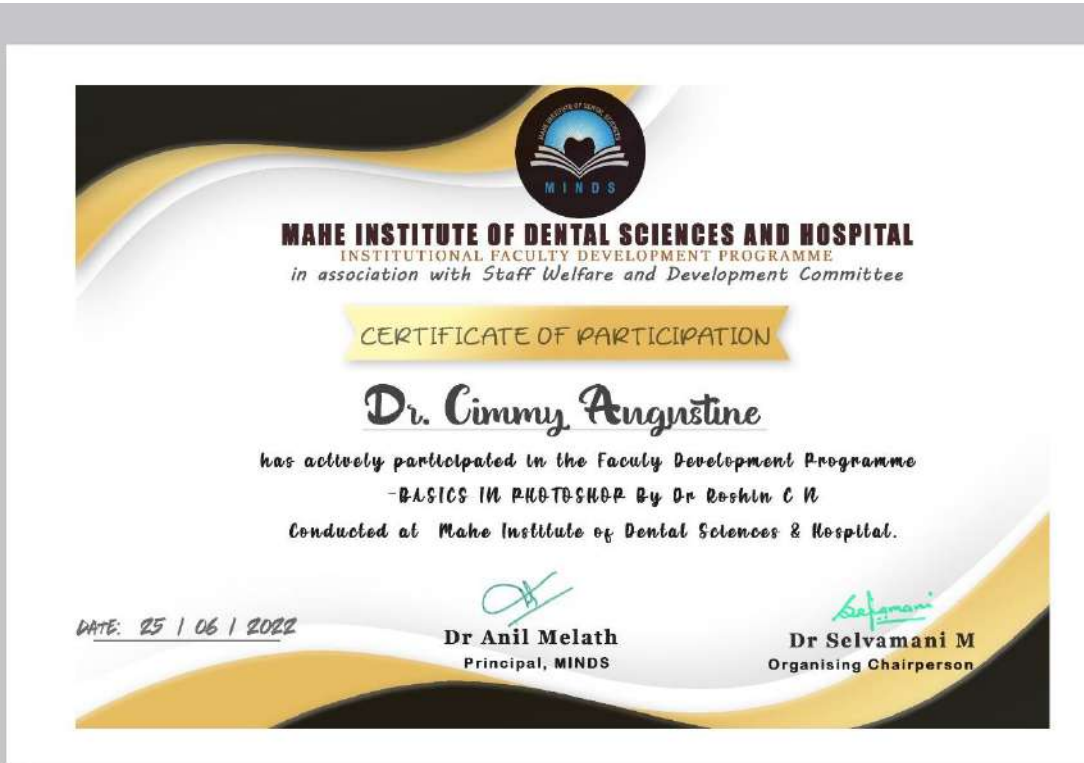 MAHE INSTITUTE OF DENTAL SCIENCES
MINDS
MAHE INSTITUTE OF DENTAL SCIENCES AND HOSPITAL
INSTITUTIONAL FACULTY DEVELOPMENT PROGRAMME
in association with Staff Welfare and Development Committee
CERTIFICATE OF PARTICIPATION
Dr. Cimmy Augustine
has actively participated in the Faculy Development Programme
-BASICS IN PHOTOSHOP By Dr Roshin C N
Conducted at Mahe Institute of Dental Sciences & Hospital.
DATE: 25 / 06 / 2022
Selvamani
Dr Anil Melath
Dr Selvamani M
Principal, MINDS
Organising Chairperson